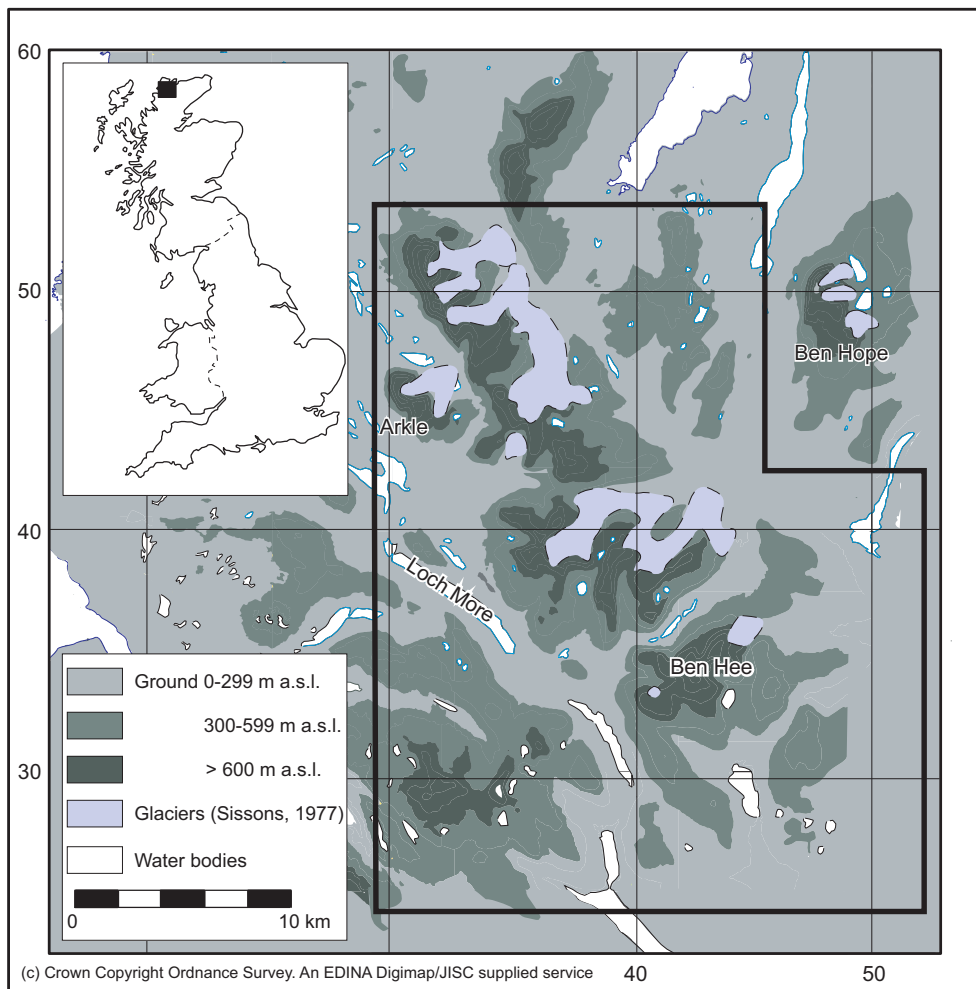 60
50
Ben Hope
Arkle
40
Loch More
Ben Hee
Ground 0-299 m a.s.l.
300-599 m a.s.l.
> 600 m a.s.l.
30
Glaciers (Sissons, 1977)
Water bodies
0 10 km
(c) Crown Copyright Ordnance Survey. An EDINA Digimap/JISC supplied service
40 50